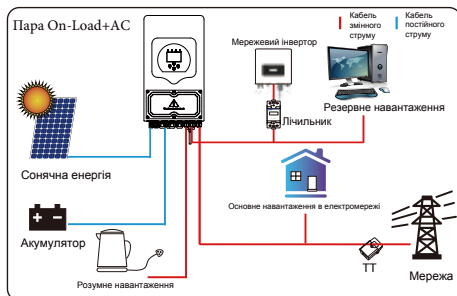 Пара On-Load+AC
Кабель
змінного
струму
Кабель
постійного
струму
Мережевий інвертор
Лічильник
Резервне навантаження
Сонячна енергія
Основне навантаження в електромережі
Акумулятор
ТТ
Мережа
Розумне навантаження